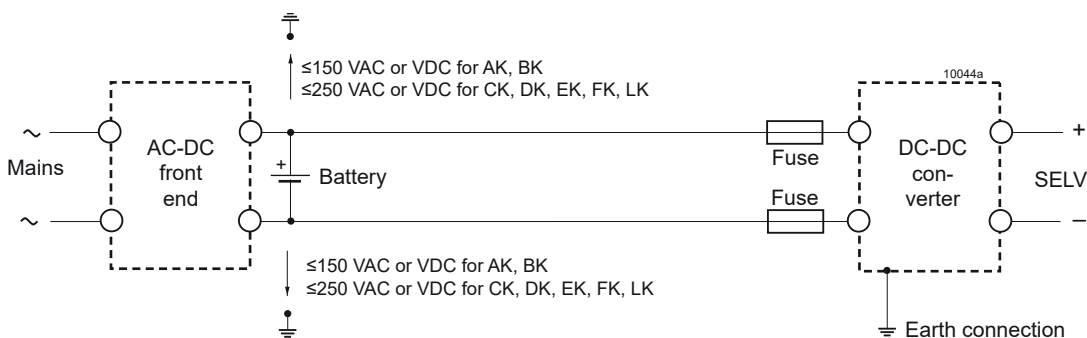 ≤150 VAC or VDC for AK, BK
≤250 VAC or VDC for CK, DK, EK, FK, LK
10044a
~
+
Mains
AC-DC
front
end
+
Battery
Fuse
Fuse
DC-DC
con-
verter
SELV
~
–
≤150 VAC or VDC for AK, BK
≤250 VAC or VDC for CK, DK, EK, FK, LK
Earth connection